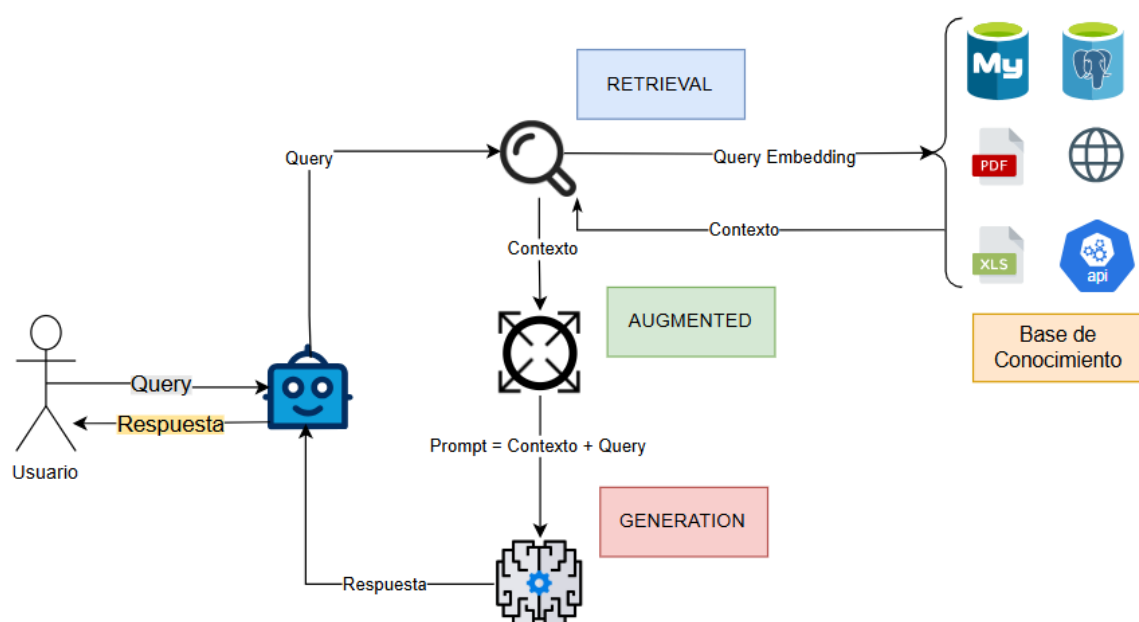 RETRIEVAL
My
Query
Query Embedding
PDF
Contexto
Contexto
XLS
api
AUGMENTED
Base de
Conocimiento
Query
Respuesta
Usuario
Prompt = Contexto + Query
GENERATION
Respuesta